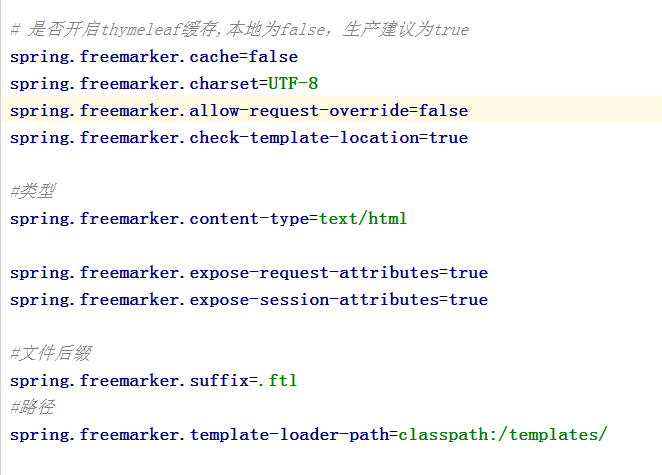 # 是否开启thymeleaf缓存,本地为false，生产建议为true
spring.freemarker.cache=false
spring.freemarker.charset=UTF-8
spring.freemarker.allow-request-override=false
spring.freemarker.check-template-location=true
#类型
spring.freemarker.content-type=text/html
spring.freemarker.expose-request-attributes=true
spring.freemarker.expose-session-attributes=true
#文件后缀
spring.freemarker.suffix=.ftl
#路径
spring.freemarker.template-loader-path=classpath:/templates/